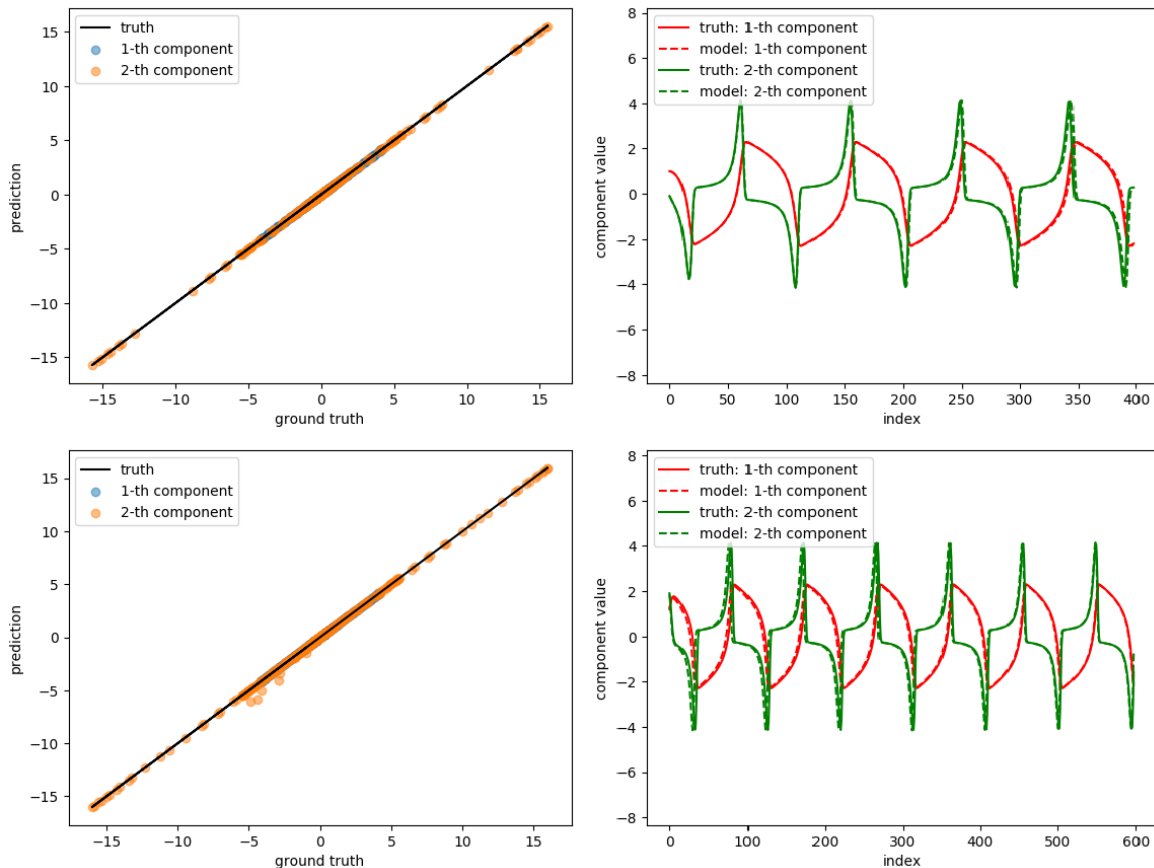 truth
1-th component
2-th component
15
10
5
0
−5
−10
−15
prediction
−15
−10
−5
0
5
10
15
ground truth
truth: 1-th component
model: 1-th component
truth: 2-th component
model: 2-th component
8
6
4
2
0
−2
−4
−6
−8
component value
0
50
100
150
200
250
300
350
400
index
truth
1-th component
2-th component
15
10
5
0
−5
−10
−15
prediction
−15
−10
−5
0
5
10
15
ground truth
truth: 1-th component
model: 1-th component
truth: 2-th component
model: 2-th component
8
6
4
2
0
−2
−4
−6
−8
component value
0
100
200
300
400
500
600
index